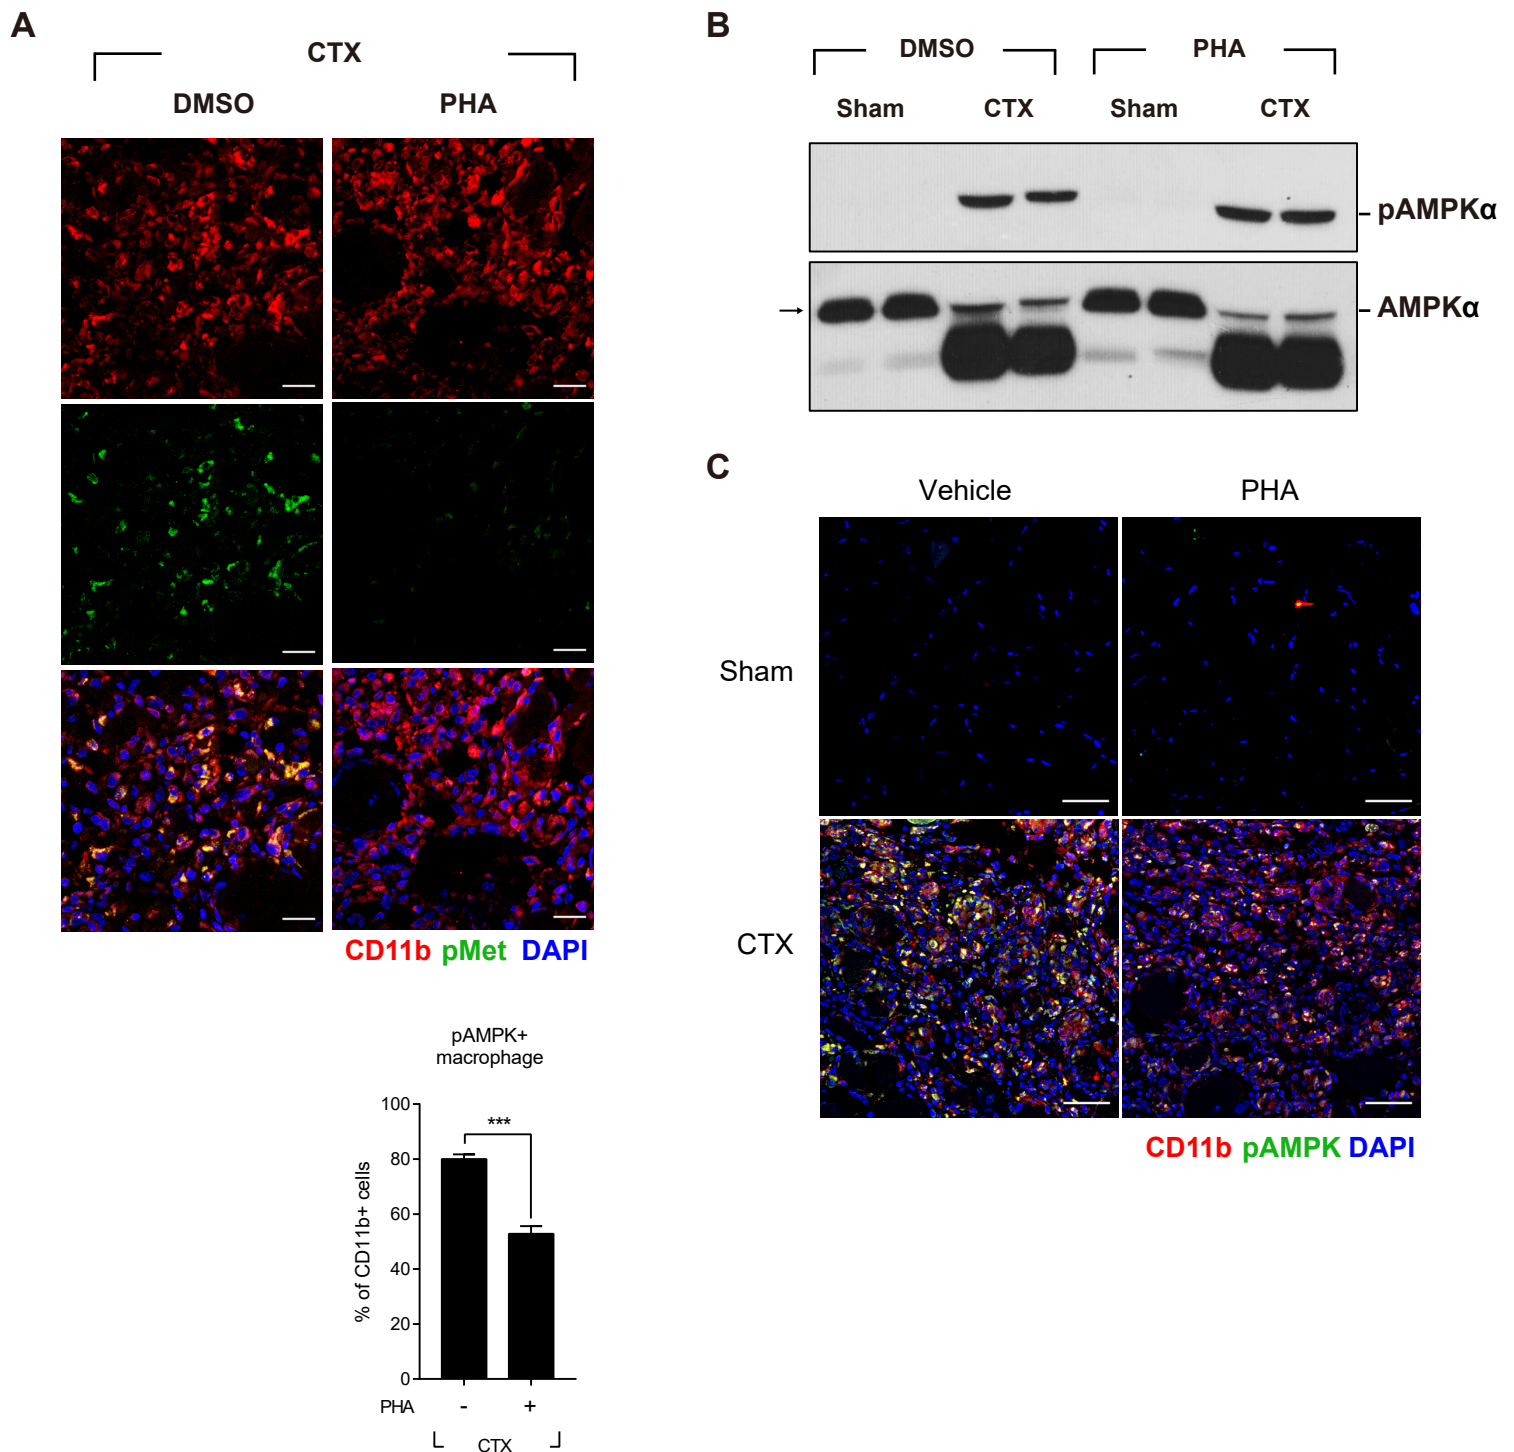 A
CTX
DMSO PHA
CD11b pMet DAPI
pAMPK+
macrophage
% of CD11b+ cells
100
80
60
40
20
0
***
PHA - +
CTX
B
DMSO PHA
Sham CTX Sham CTX
pAMPKα
AMPKα
C
Vehicle PHA
Sham
CTX
CD11b pAMPK DAPI